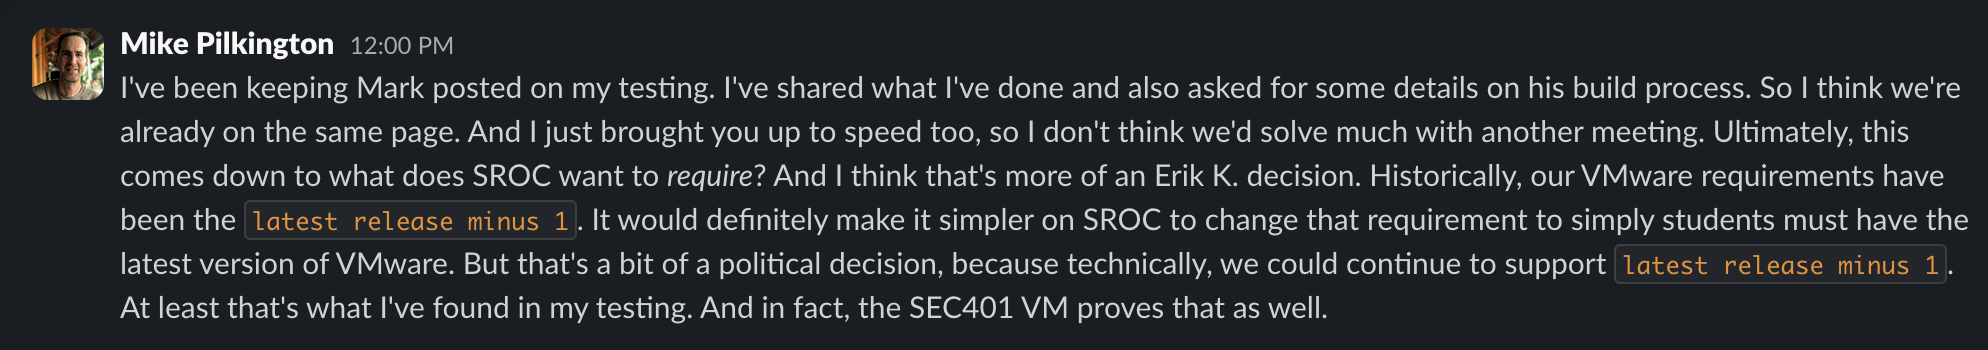 Mike Pilkington 12:00 PM
I've been keeping Mark posted on my testing. I've shared what I've done and also asked for some details on his build process. So I think we're
already on the same page. And I just brought you up to speed too, so I don't think we'd solve much with another meeting. Ultimately, this
comes down to what does SROC want to require? And I think that's more of an Erik K. decision. Historically, our VMware requirements have
been the latest release minus 1. It would definitely make it simpler on SROC to change that requirement to simply students must have the
latest version of VMware. But that's a bit of a political decision, because technically, we could continue to support latest release minus 1.
At least that's what I've found in my testing. And in fact, the SEC401 VM proves that as well.